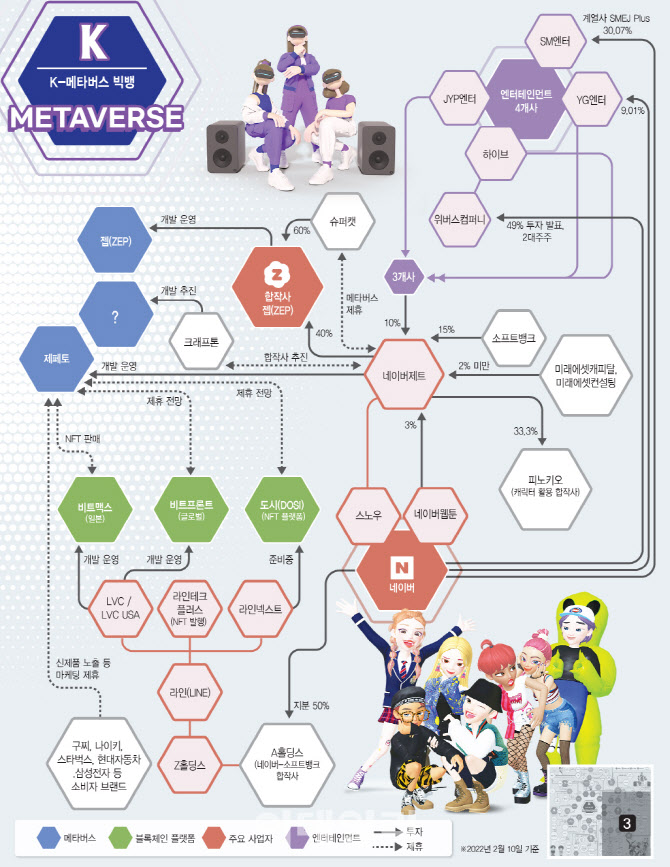 K
K-메타버스 빅뱅
METAVERSE
계열사 SMEJ Plus
30.07%
SM엔터
JYP엔터
엔터테인먼트
4개사
YG엔터
9.01%
하이브
위버스컴퍼니
49% 투자 발표,
2대주주
슈퍼캣
개발 운영
60%
젭(ZEP)
Z
합작사
젭(ZEP)
3개사
메타버스
제휴
개발 추진
?
크래프톤
40%
10%
15%
소프트뱅크
합작사 추진
제페토
개발 운영
네이버제트
2% 미만
미래에셋캐피탈,
미래에셋컨설팅
제휴 전망
제휴 전망
3%
33.3%
NFT 판매
피노키오
(캐릭터 활용 합작사)
비트맥스
(일본)
비트프론트
(글로벌)
도시(DOSI)
(NFT 플랫폼)
스노우
네이버웹툰
개발 운영
개발 운영
준비중
N
네이버
LVC /
LVC USA
라인테크
플러스
(NFT 발행)
라인넥스트
신제품 노출 등
마케팅 제휴
라인(LINE)
지분 50%
구찌, 나이키,
스타벅스, 현대자동차
,삼성전자 등
소비자 브랜드
Z홀딩스
A홀딩스
(네이버-소프트뱅크
합작사)
3
메타버스
블록체인 플랫폼
주요 사업자
엔터테인먼트
투자
제휴
※2022년 2월 10일 기준